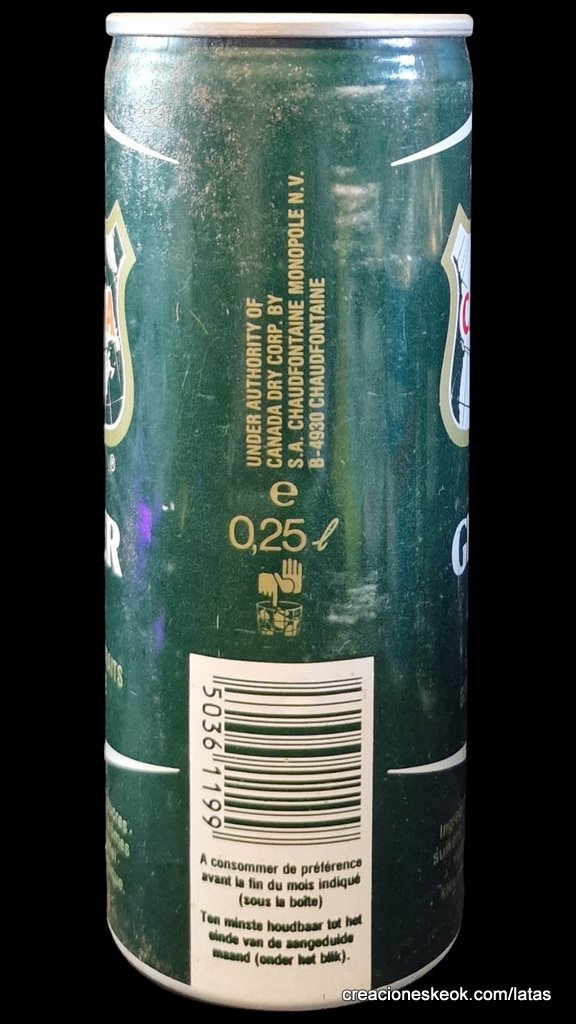 UNDER AUTHORITY OF
CANADA DRY CORP. BY
S.A. CHAUDFONTAINE MONOPOLE N.V.
B-4930 CHAUDFONTAINE
e
0,25 l
5036 1199
A consommer de préférence
avant la fin du mois indiqué
(sous la boîte)
Ten minste houdbaar tot het
einde van de aangeduide
maand (onder het blik).
creacioneskeok.com/latas